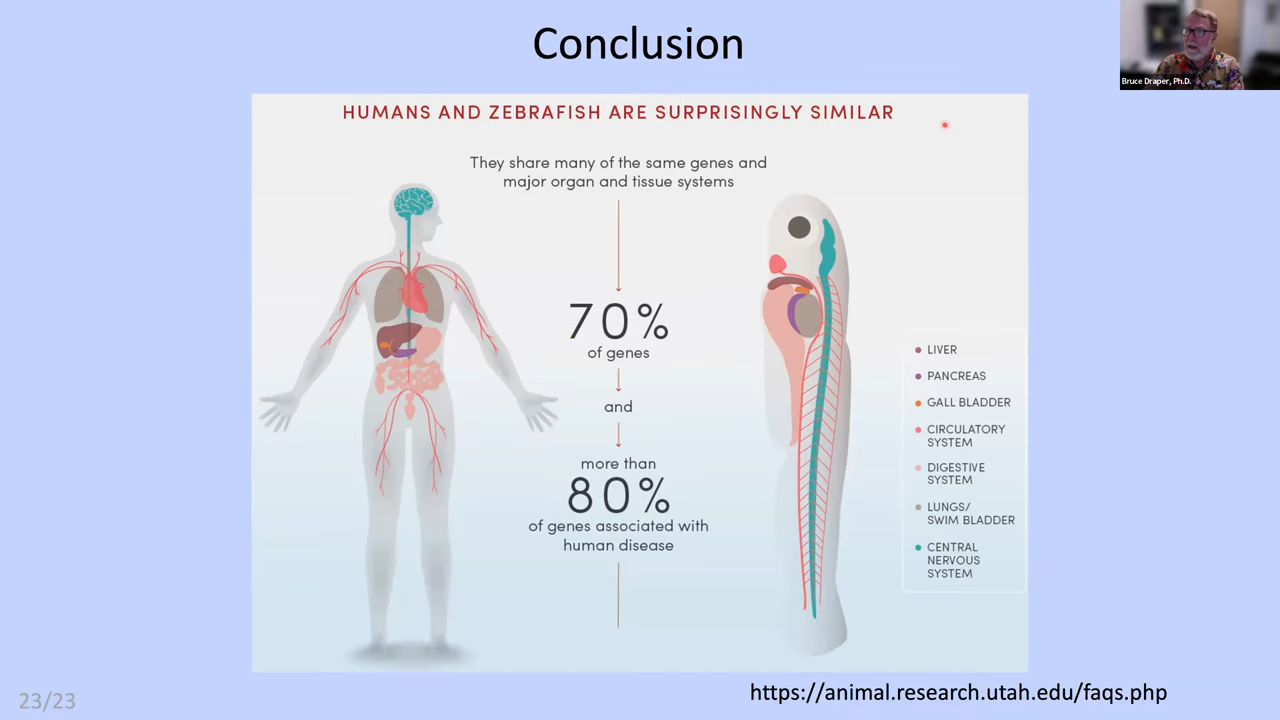 Conclusion
Bruce Draper, Ph.D.
HUMANS AND ZEBRAFISH ARE SURPRISINGLY SIMILAR
They share many of the same genes and
major organ and tissue systems
70%
of genes
and
more than
80%
of genes associated with
human disease
LIVER
PANCREAS
GALL BLADDER
CIRCULATORY
SYSTEM
DIGESTIVE
SYSTEM
LUNGS/
SWIM BLADDER
CENTRAL
NERVOUS
SYSTEM
23/23
https://animal.research.utah.edu/faqs.php